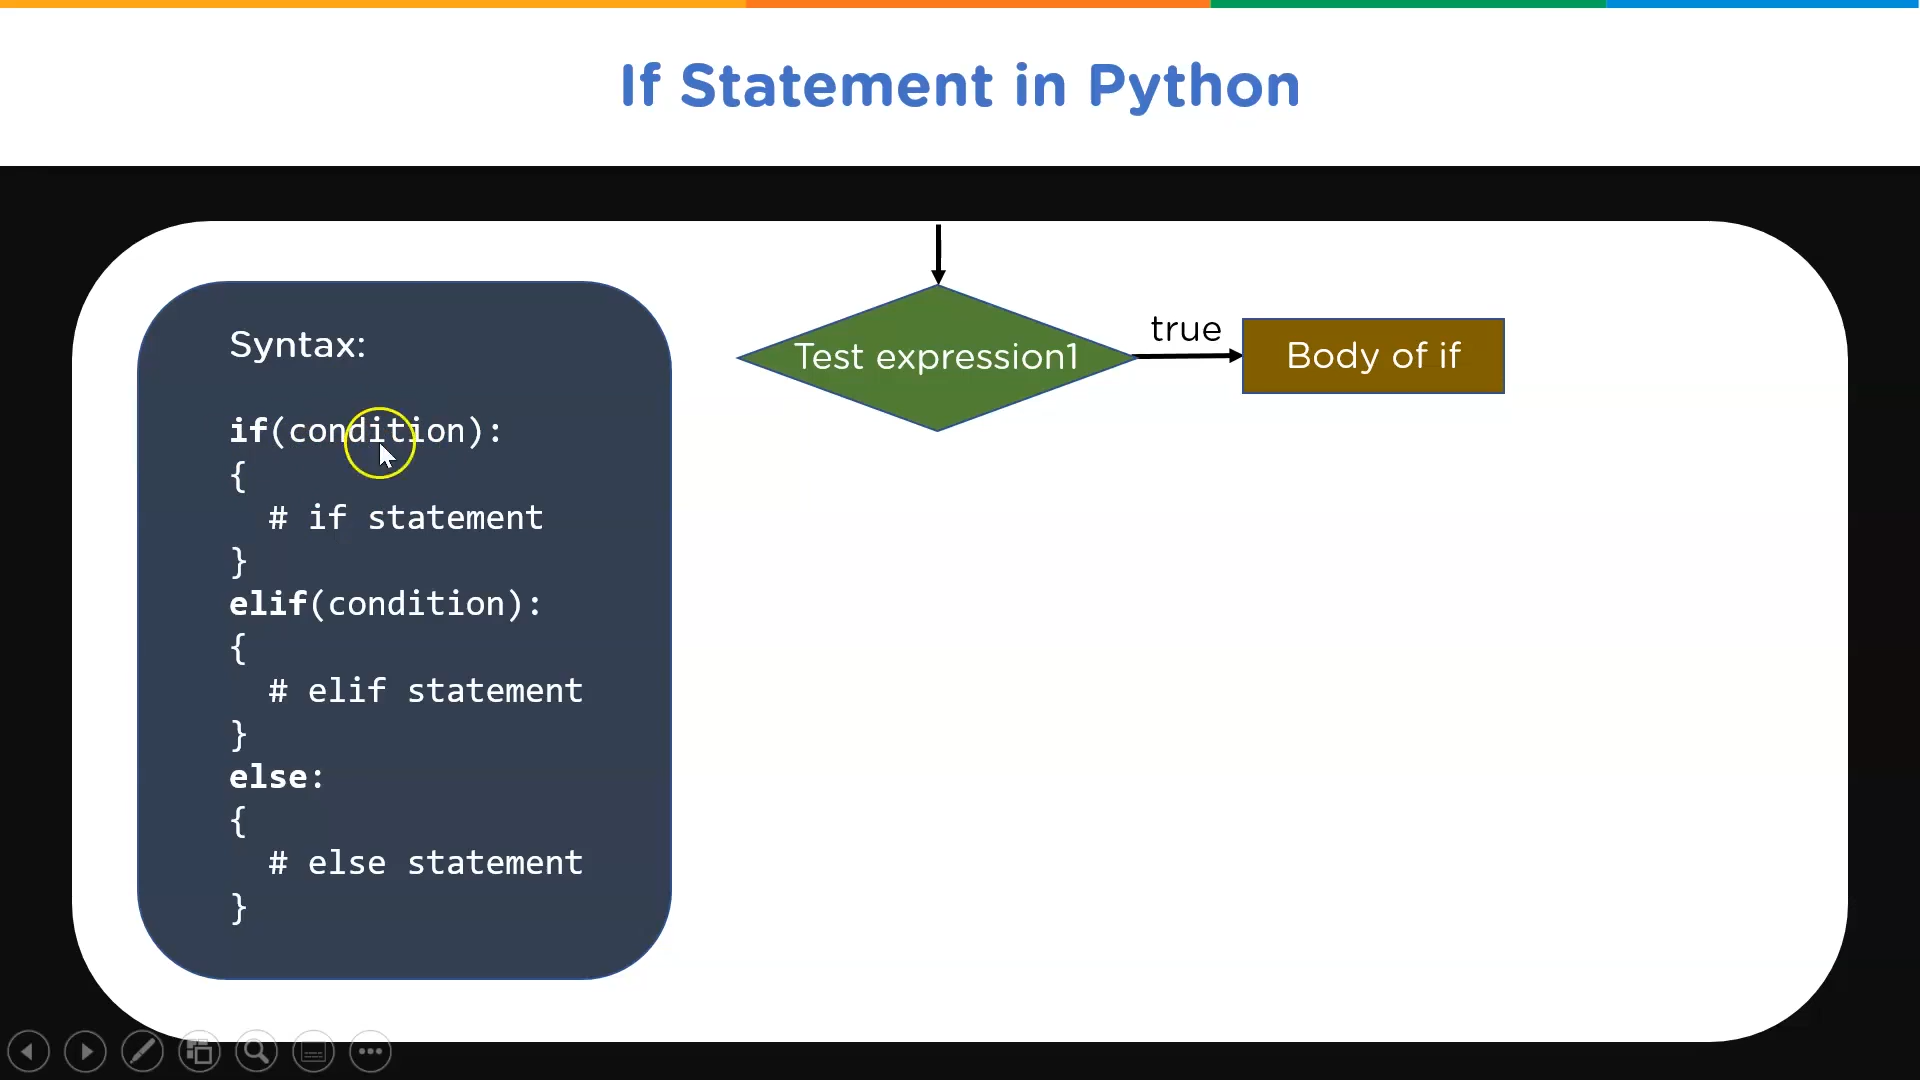 If Statement in Python
Syntax:
if(condition):
{
  # if statement
}
elif(condition):
{
  # elif statement
}
else:
{
  # else statement
}
Test expression1
true
Body of if